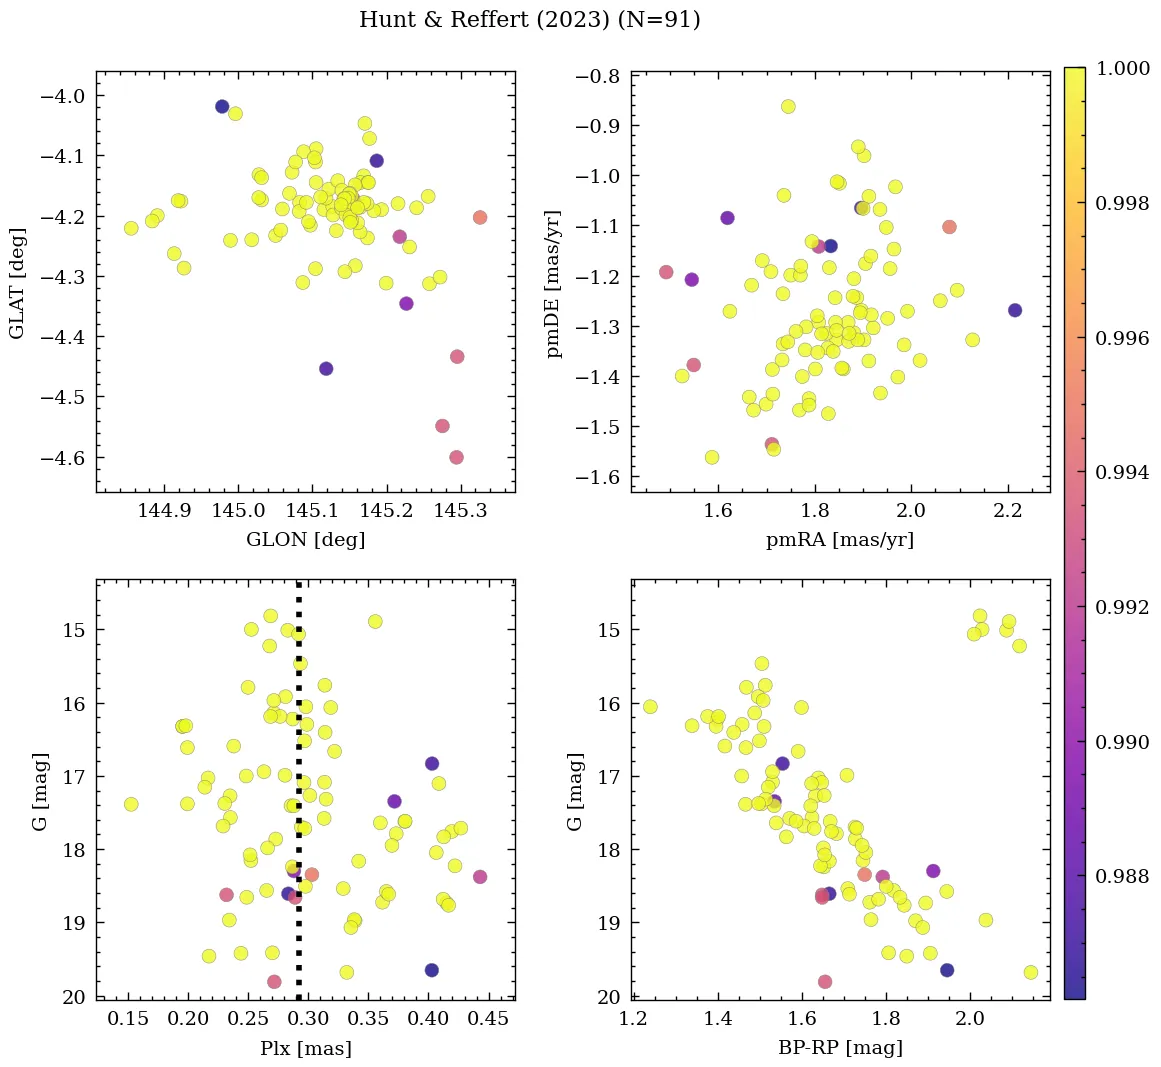 Hunt & Reffert (2023) (N=91)
−4.0
−4.1
−4.2
−4.3
−4.4
−4.5
−4.6
GLAT [deg]
144.9 145.0 145.1 145.2 145.3
GLON [deg]
−0.8
−0.9
−1.0
−1.1
−1.2
−1.3
−1.4
−1.5
−1.6
pmDE [mas/yr]
1.6 1.8 2.0 2.2
pmRA [mas/yr]
15
16
17
18
19
20
G [mag]
0.15 0.20 0.25 0.30 0.35 0.40 0.45
Plx [mas]
15
16
17
18
19
20
G [mag]
1.2 1.4 1.6 1.8 2.0
BP-RP [mag]
1.000
0.998
0.996
0.994
0.992
0.990
0.988